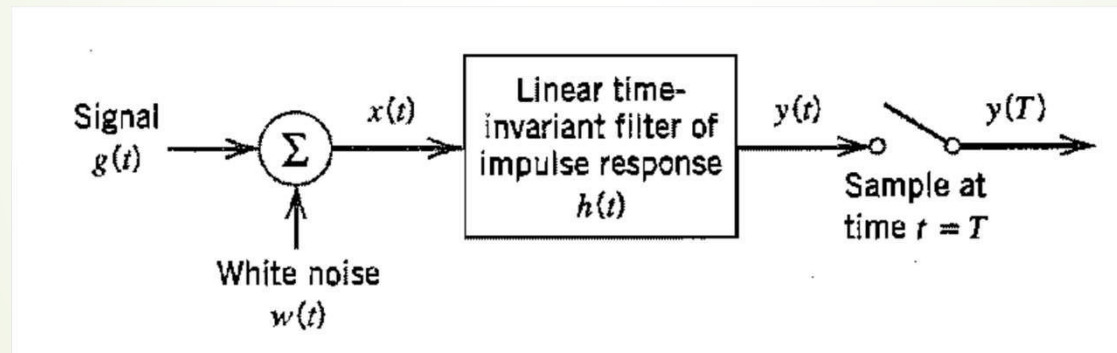 Signal
g(t)
Σ
x(t)
White noise
w(t)
Linear time-
invariant filter of
impulse response
h(t)
y(t)
Sample at
time t = T
y(T)